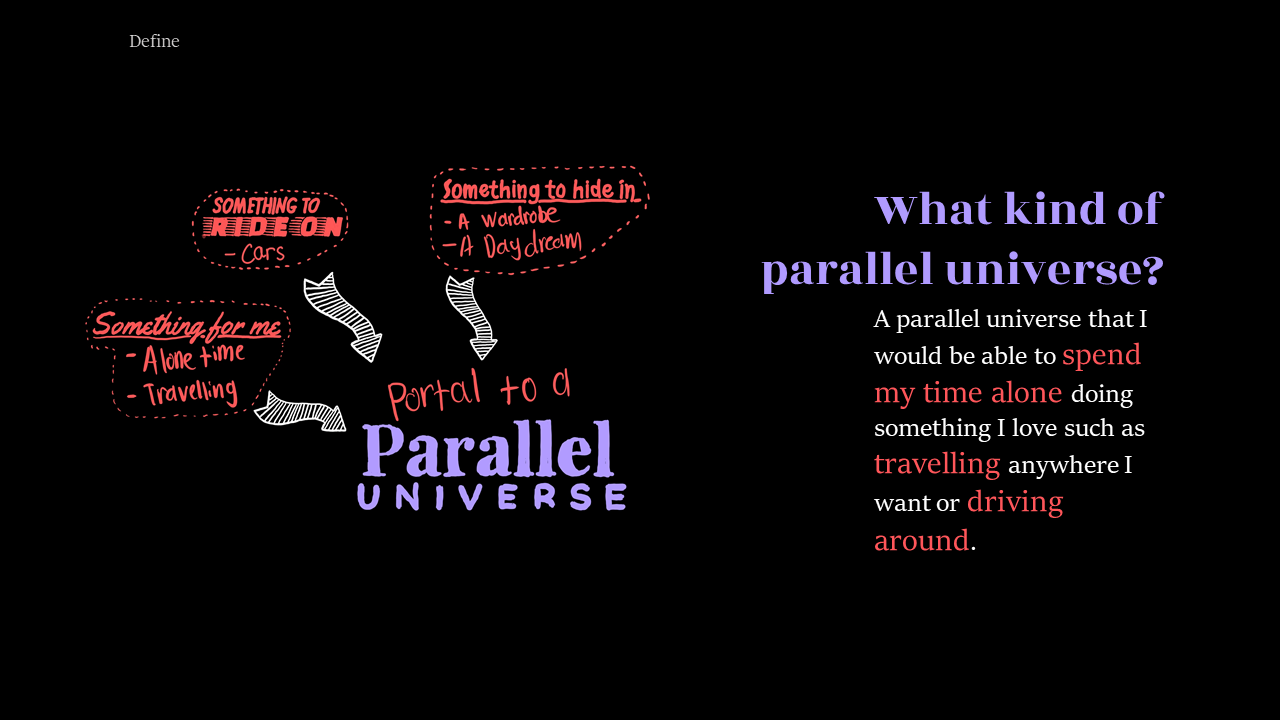 Define
SOMETHING TO
RIDE ON
- Cars
Something to hide in
- A wardrobe
- A Daydream
Something for me
- Alone time
- Travelling
Portal to a
Parallel
UNIVERSE
What kind of
parallel universe?
A parallel universe that I
would be able to spend
my time alone doing
something I love such as
travelling anywhere I
want or driving
around.